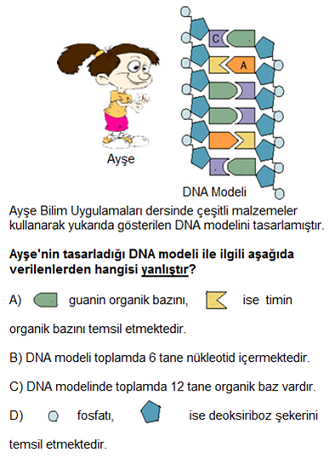 C
A
Ayşe
DNA Modeli
Ayşe Bilim Uygulamaları dersinde çeşitli malzemeler
kullanarak yukarıda gösterilen DNA modelini tasarlamıştır.
Ayşe'nin tasarladığı DNA modeli ile ilgili aşağıda
verilenlerden hangisi yanlıştır?
A) guanin organik bazını, ise timin
organik bazını temsil etmektedir.
B) DNA modeli toplamda 6 tane nükleotid içermektedir.
C) DNA modelinde toplamda 12 tane organik baz vardır.
D) fosfatı, ise deoksiriboz şekerini
temsil etmektedir.